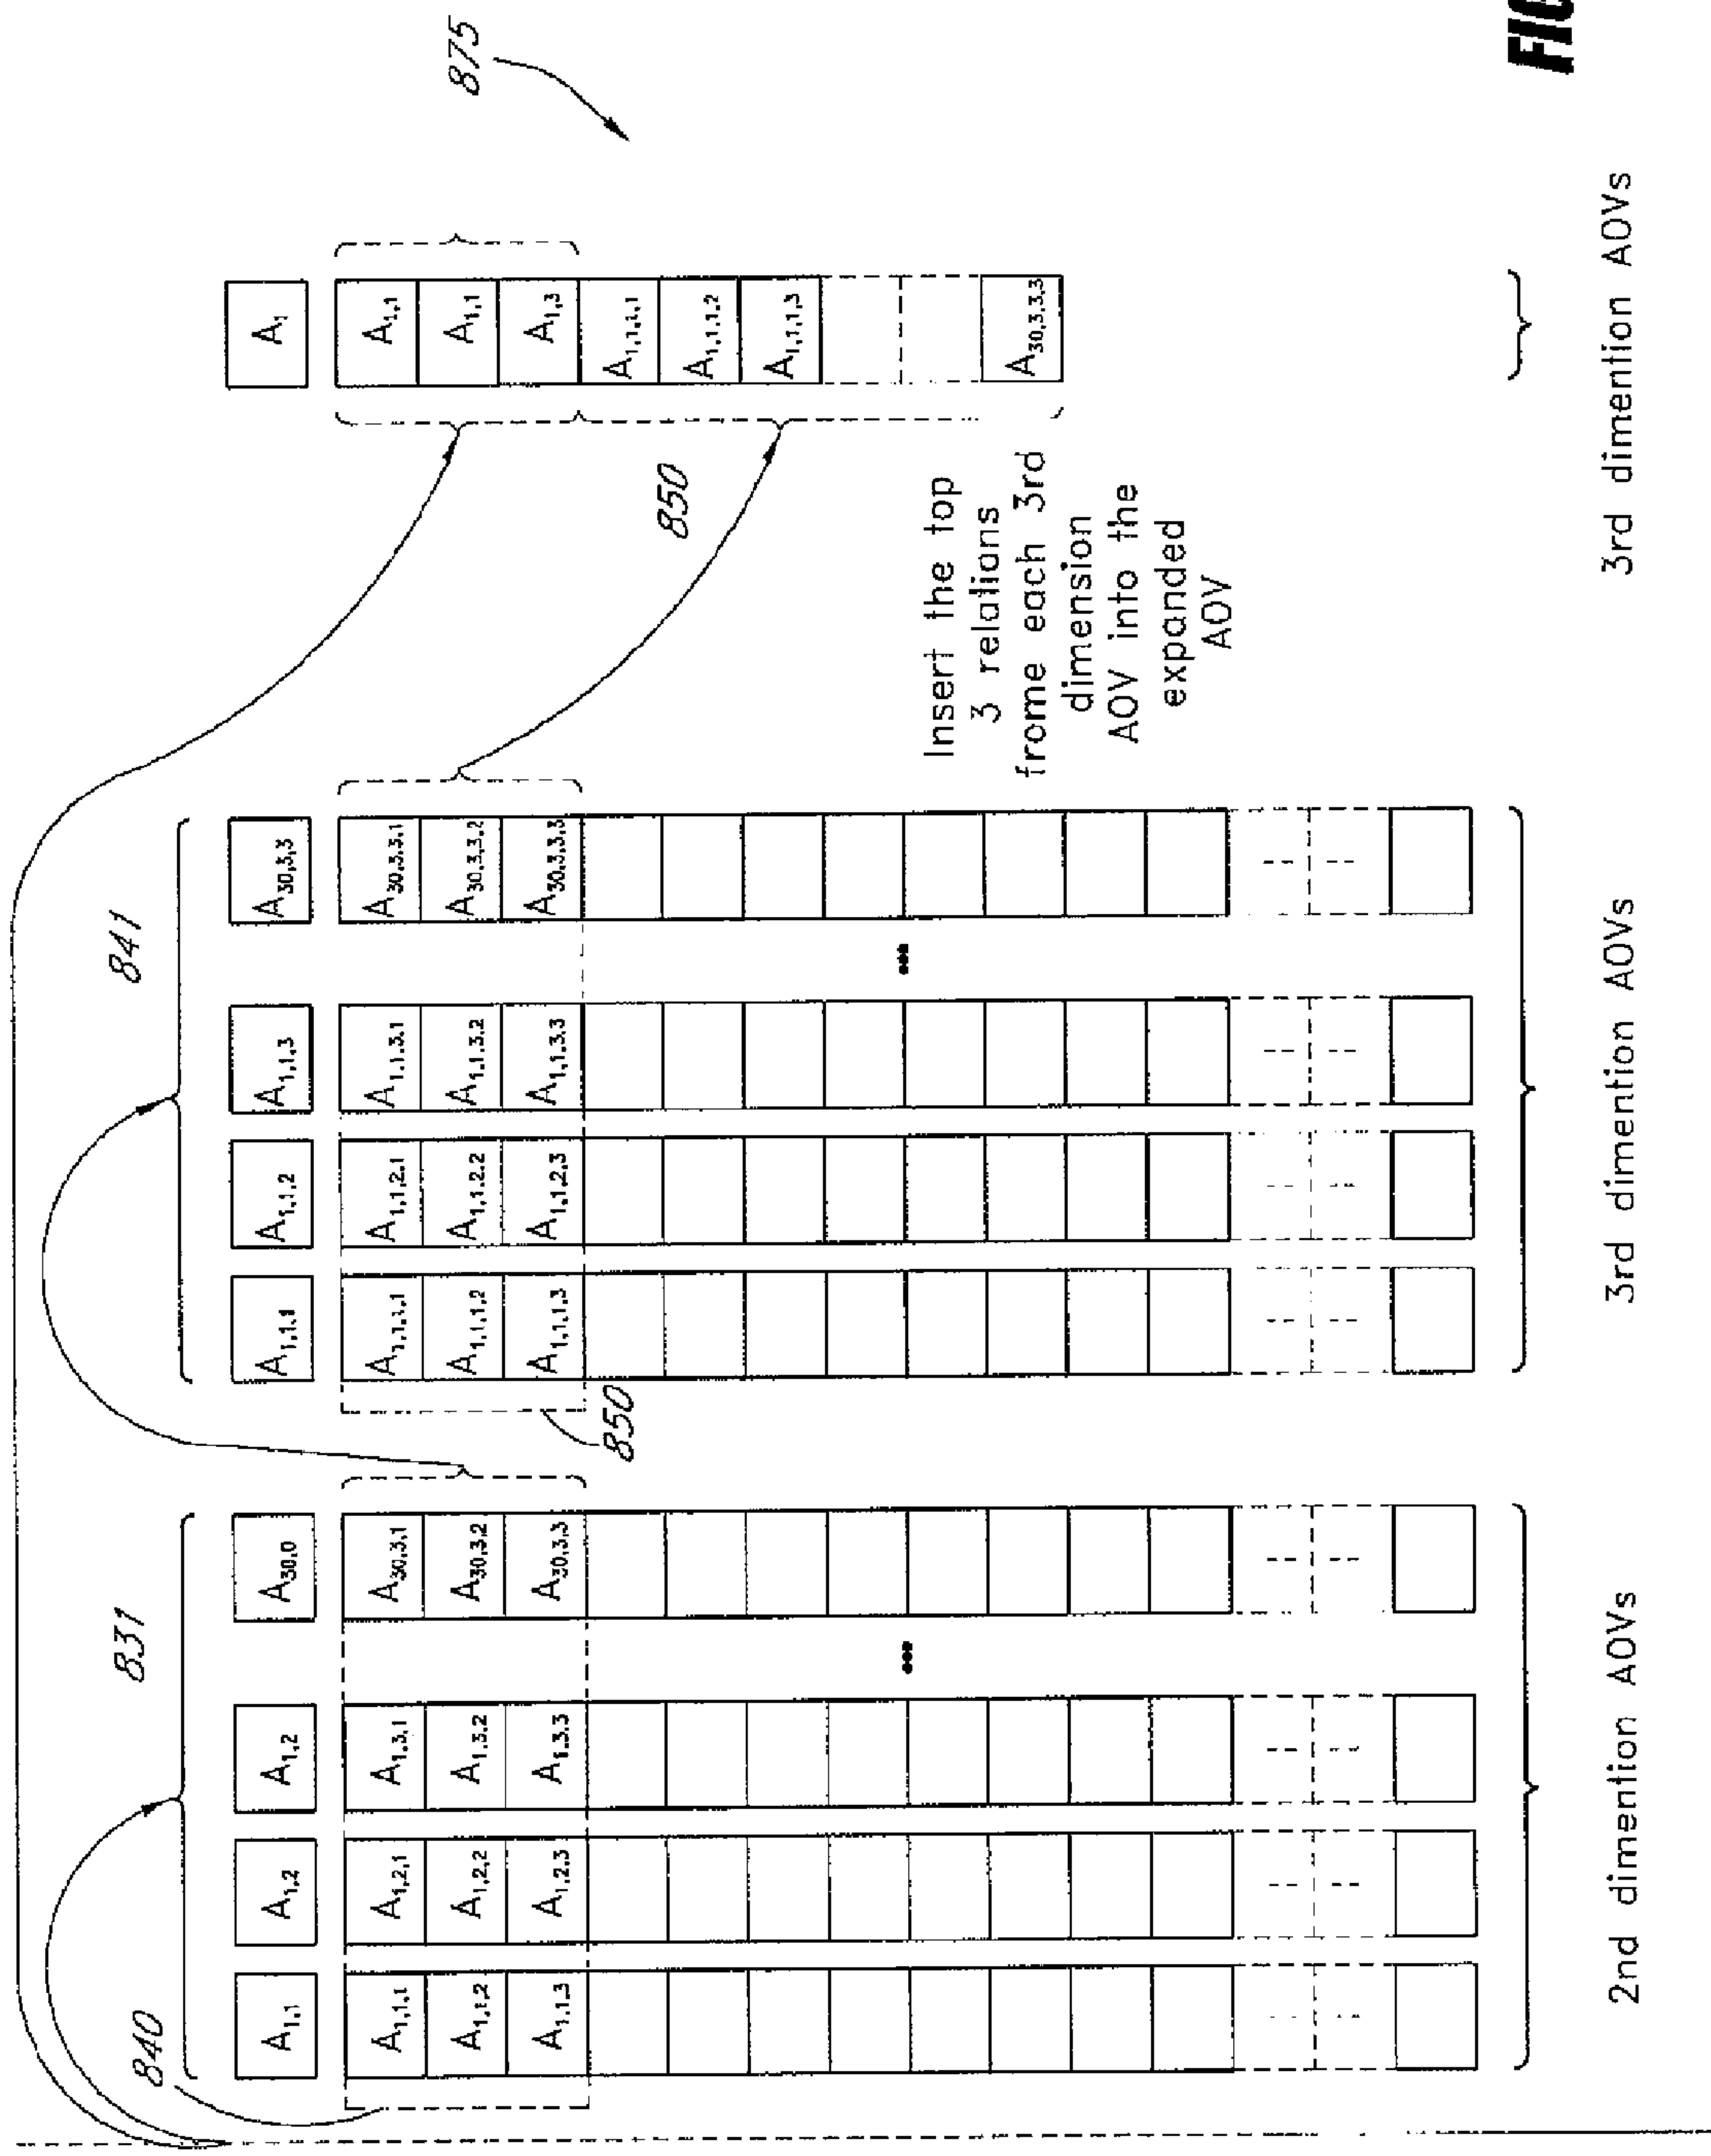 840
831
841
875
A1,1
A1,2
A1,2
A30,0
A1,1,1
A1,1,2
A1,1,3
A30,3,3
A1
A1,1,1
A1,2,1
A1,3,1
A30,3,1
A1,1,1,1
A1,1,2,1
A1,1,3,1
A30,3,3,1
A1,1
A1,1,2
A1,2,2
A1,3,2
A30,3,2
A1,1,1,2
A1,1,2,2
A1,1,3,2
A30,3,3,2
A1,1
A1,1,3
A1,2,3
A1,3,3
A30,3,3
A1,1,1,3
A1,1,2,3
A1,1,3,3
A30,3,3,3
A1,3
A1,1,1,1
A1,1,1,2
A1,1,1,3
A30,3,3,3
850
850
Insert the top
3 relations
frome each 3rd
dimension
AOV into the
expanded
AOV
2nd dimention AOVs
3rd dimention AOVs
3rd dimention AOVs